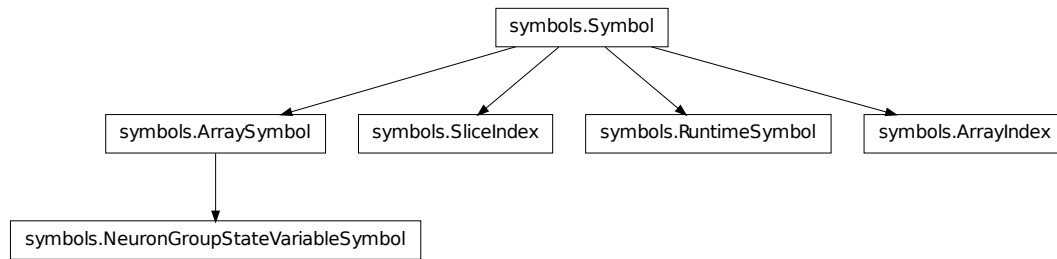 symbols.Symbol
symbols.ArraySymbol
symbols.SliceIndex
symbols.RuntimeSymbol
symbols.ArrayIndex
symbols.NeuronGroupStateVariableSymbol